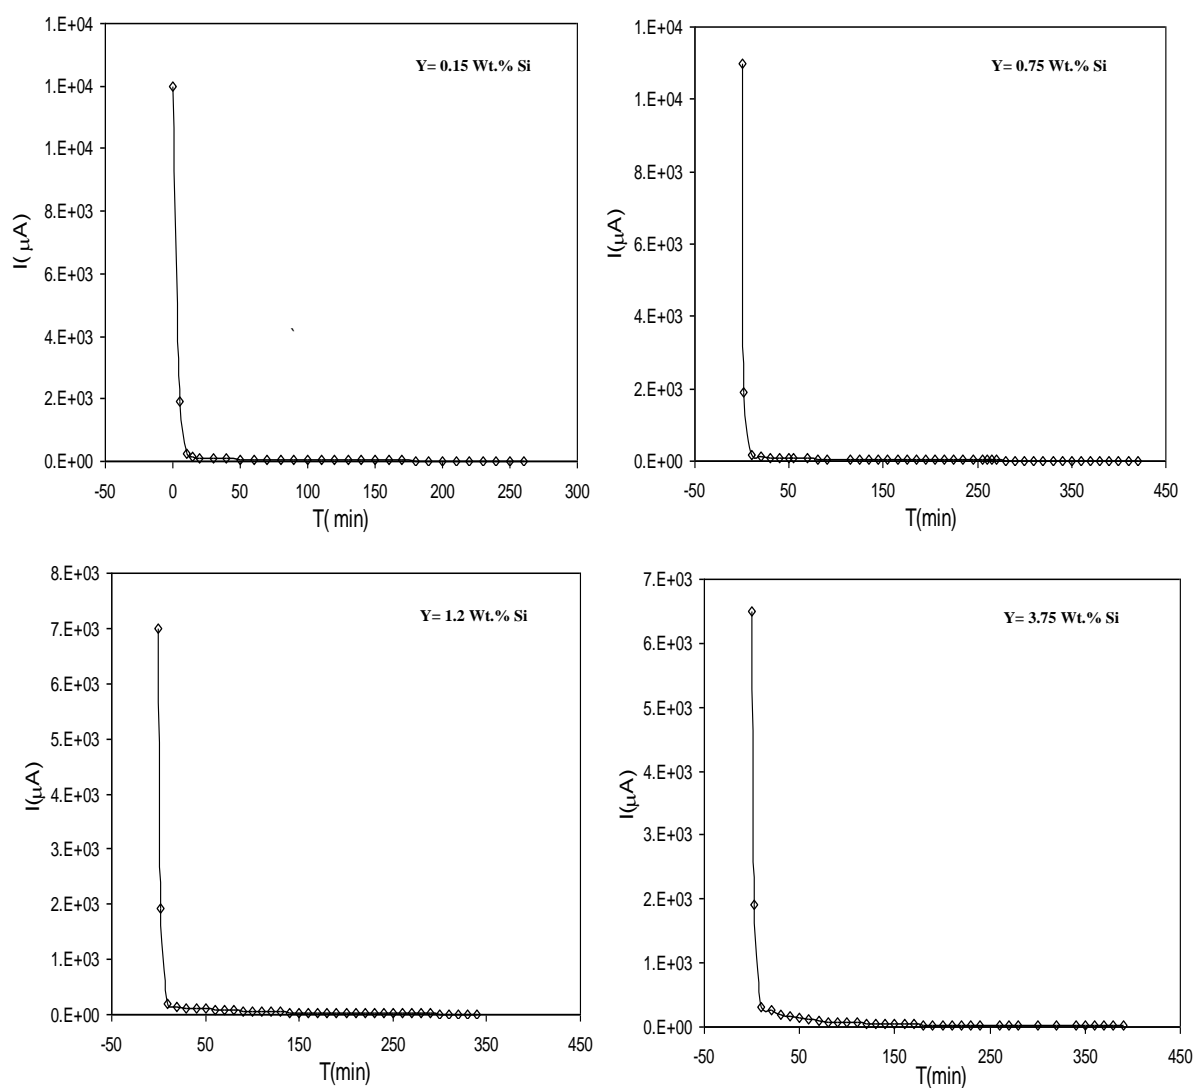 1.E+04
1.E+04
1.E+04
8.E+03
6.E+03
4.E+03
2.E+03
0.E+00
I( μA)
Y= 0.15 Wt.% Si
-50 0 50 100 150 200 250 300
T( min)
1.E+04
1.E+04
8.E+03
6.E+03
4.E+03
2.E+03
0.E+00
I(μA)
Y= 0.75 Wt.% Si
-50 50 150 250 350 450
T(min)
8.E+03
7.E+03
6.E+03
5.E+03
4.E+03
3.E+03
2.E+03
1.E+03
0.E+00
I(μA)
Y= 1.2 Wt.% Si
-50 50 150 250 350 450
T(min)
7.E+03
6.E+03
5.E+03
4.E+03
3.E+03
2.E+03
1.E+03
0.E+00
I(μA)
Y= 3.75 Wt.% Si
-50 50 150 250 350 450
T(min)